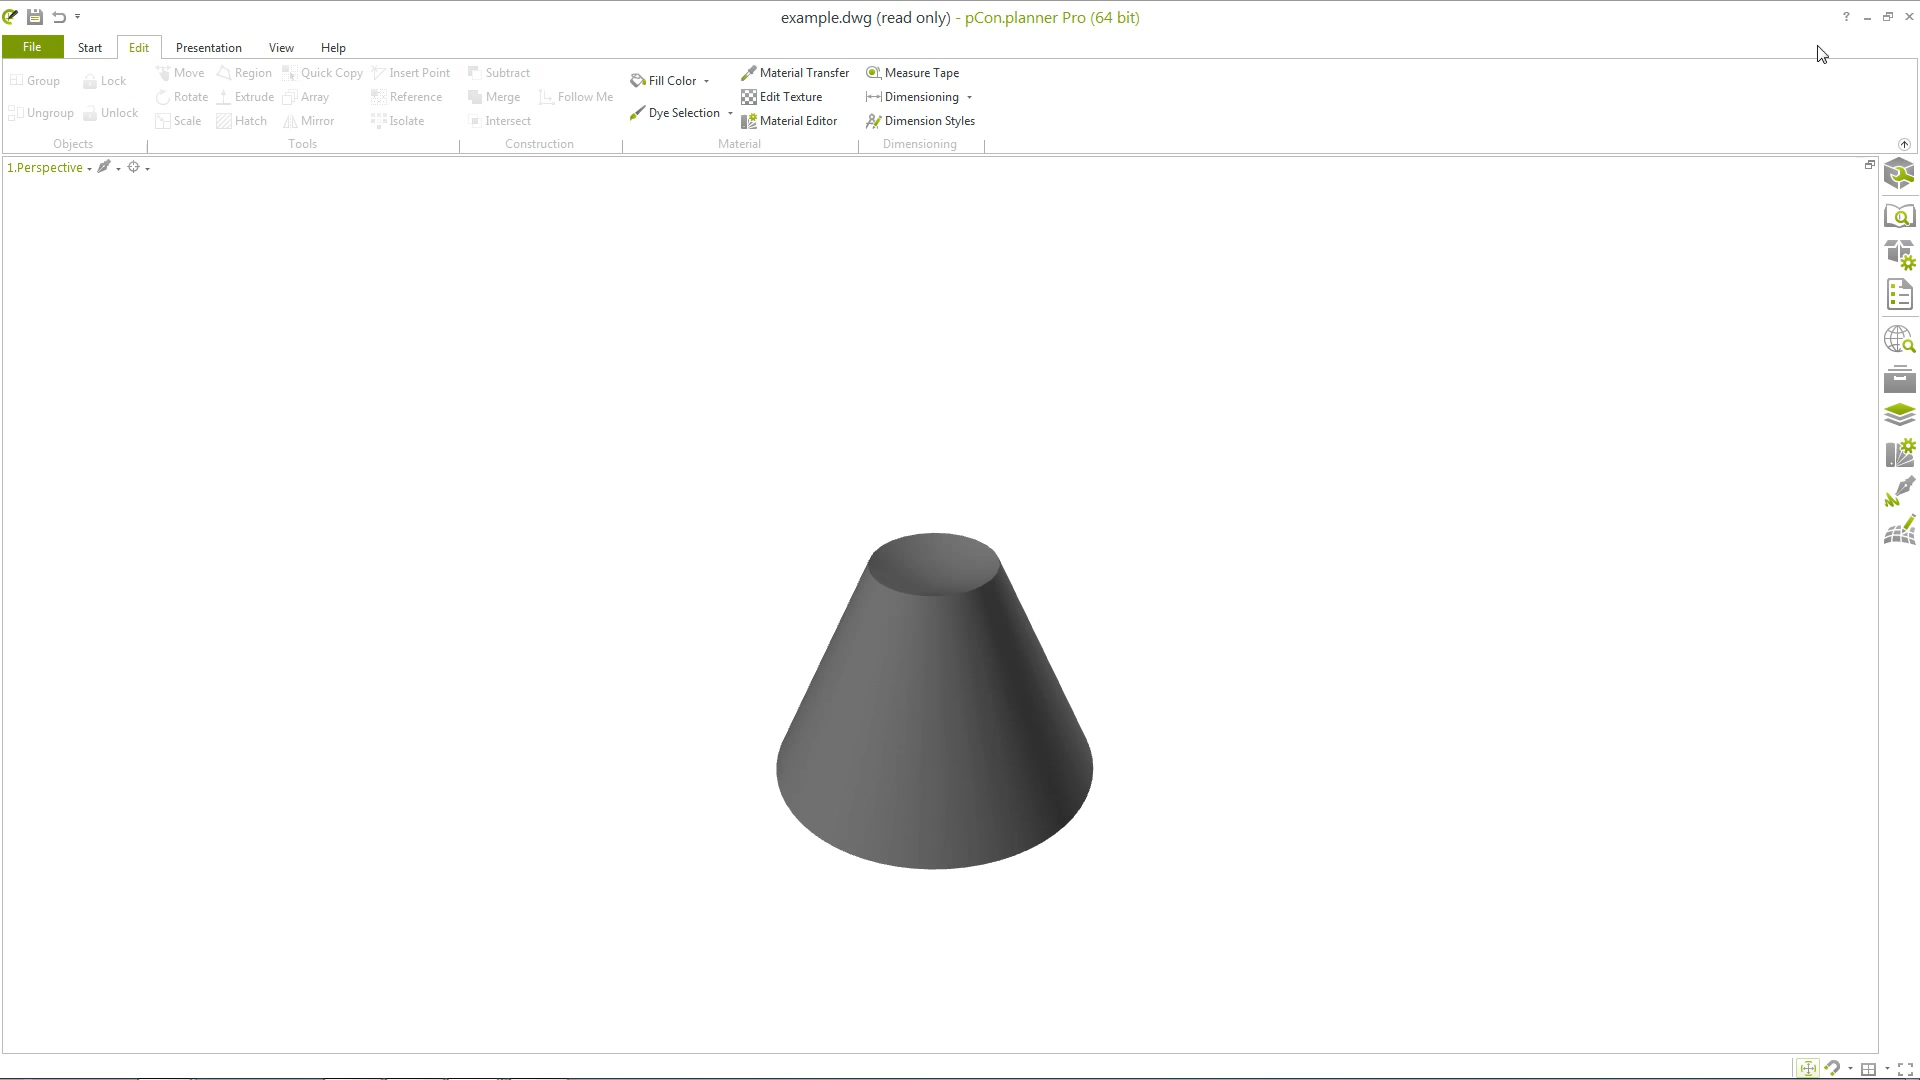 example.dwg (read only) - pCon.planner Pro (64 bit)
?
File Start Edit Presentation View Help
Group Lock Move Region Quick Copy Insert Point Subtract Fill Color Material Transfer Measure Tape
Rotate Extrude Array Reference Merge Follow Me Edit Texture Dimensioning
Ungroup Unlock Scale Hatch Mirror Isolate Intersect Dye Selection Material Editor Dimension Styles
Objects Tools Construction Material Dimensioning
1.Perspective